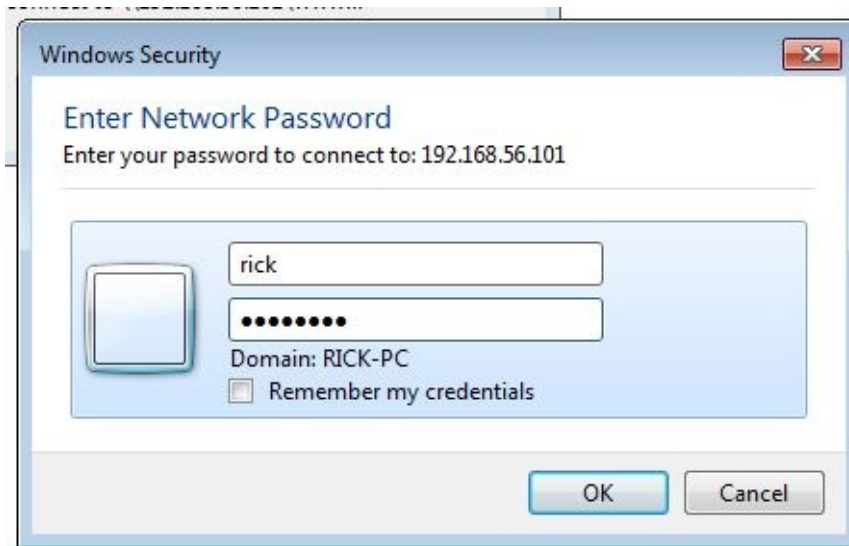 Windows Security
Enter Network Password
Enter your password to connect to: 192.168.56.101
rick
●●●●●●●●
Domain: RICK-PC
Remember my credentials
OK
Cancel